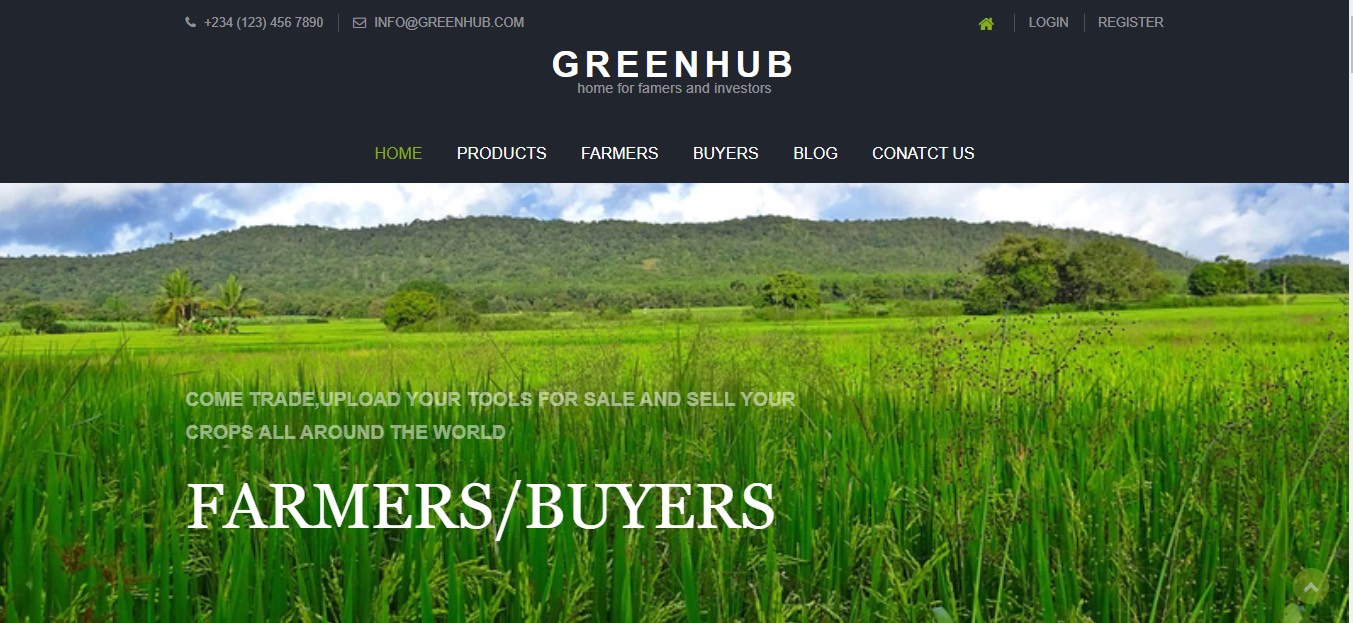 +234 (123) 456 7890 INFO@GREENHUB.COM LOGIN REGISTER
GREENHUB
home for famers and investors
HOME PRODUCTS FARMERS BUYERS BLOG CONATCT US
COME TRADE,UPLOAD YOUR TOOLS FOR SALE AND SELL YOUR
CROPS ALL AROUND THE WORLD
FARMERS/BUYERS